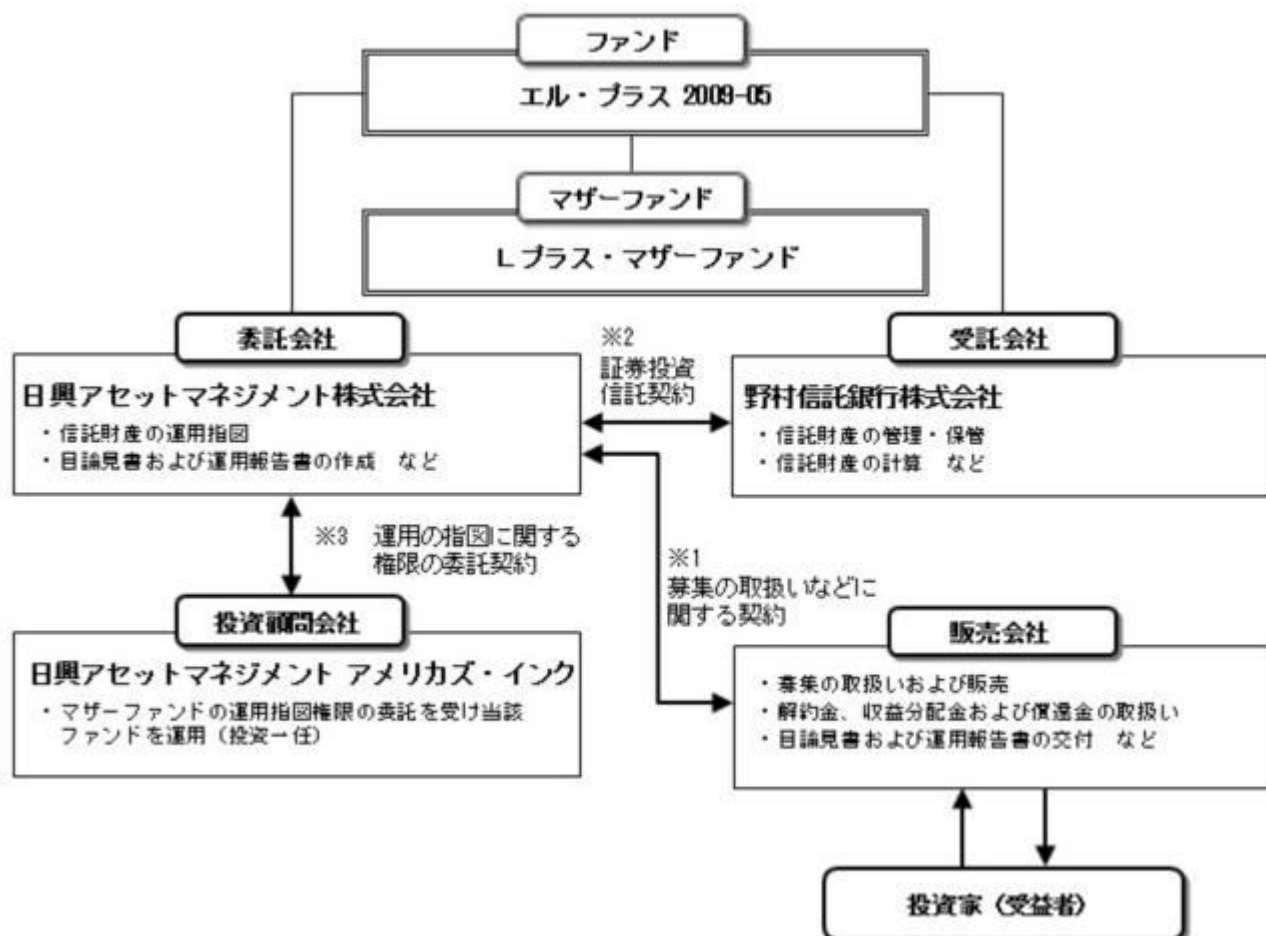 ファンド
エル・プラス 2009-05
マザーファンド
Lプラス・マザーファンド
委託会社
日興アセットマネジメント株式会社
・信託財産の運用指図
・目論見書および運用報告書の作成 など
※2
証券投資
信託契約
受託会社
野村信託銀行株式会社
・信託財産の管理・保管
・信託財産の計算 など
※3 運用の指図に関する
権限の委託契約
※1
募集の取扱いなどに
関する契約
投資顧問会社
日興アセットマネジメント アメリカズ・インク
・マザーファンドの運用指図権限の委託を受け当該
ファンドを運用（投資一任）
販売会社
・募集の取扱いおよび販売
・解約金、収益分配金および償還金の取扱い
・目論見書および運用報告書の交付 など
投資家（受益者）